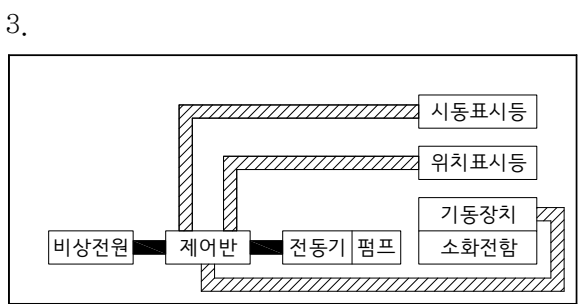 3.
시동표시등
위치표시등
기동장치
비상전원 제어반 전동기 펌프 소화전함